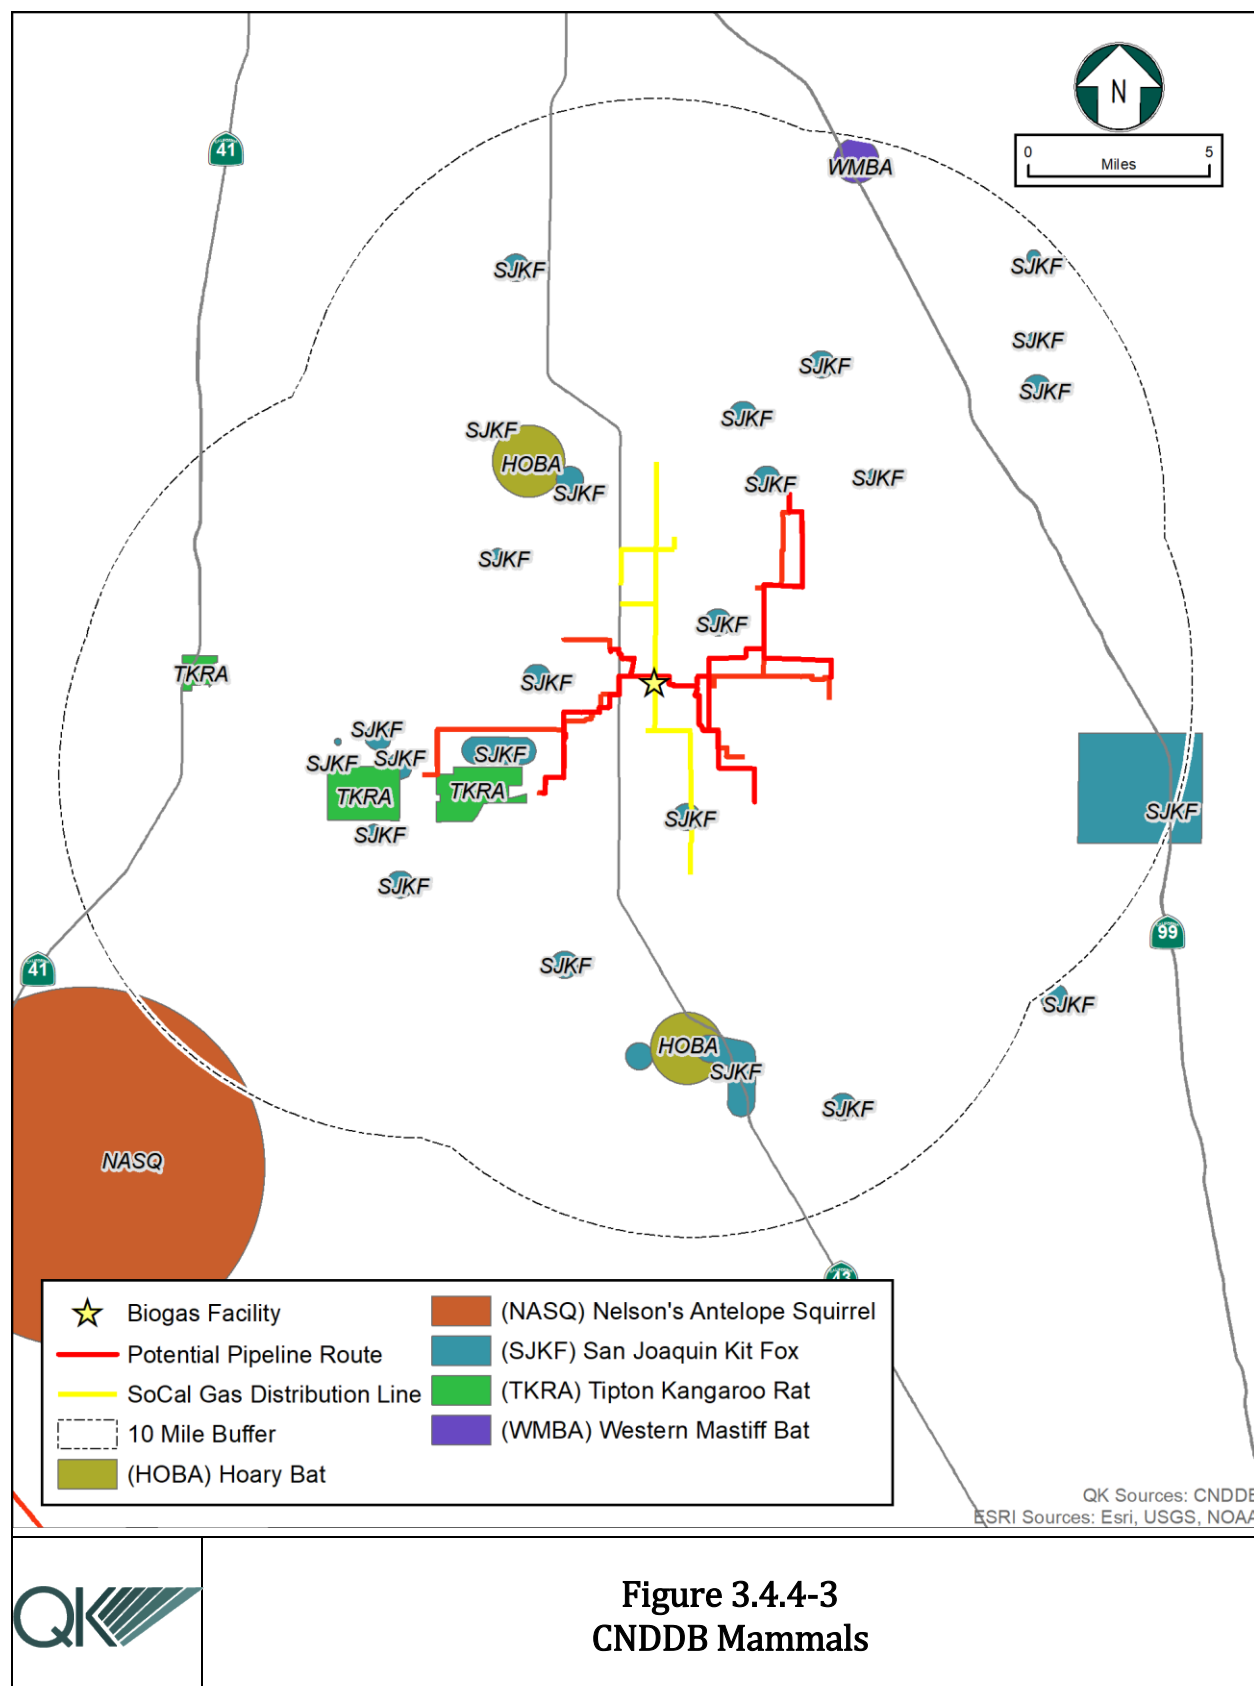 N
0 5
Miles
41
WMBA
SJKF
SJKF
SJKF
SJKF
SJKF
SJKF
SJKF
HOBA
SJKF
SJKF
SJKF
SJKF
SJKF
TKRA
SJKF
SJKF
SJKF
SJKF
SJKF
TKRA
TKRA
SJKF
SJKF
SJKF
SJKF
99
41
SJKF
SJKF
HOBA
SJKF
SJKF
NASQ
43
Biogas Facility
Potential Pipeline Route
SoCal Gas Distribution Line
10 Mile Buffer
(HOBA) Hoary Bat
(NASQ) Nelson's Antelope Squirrel
(SJKF) San Joaquin Kit Fox
(TKRA) Tipton Kangaroo Rat
(WMBA) Western Mastiff Bat
QK Sources: CNDDB
ESRI Sources: Esri, USGS, NOAA
QK
Figure 3.4.4-3
CNDDB Mammals